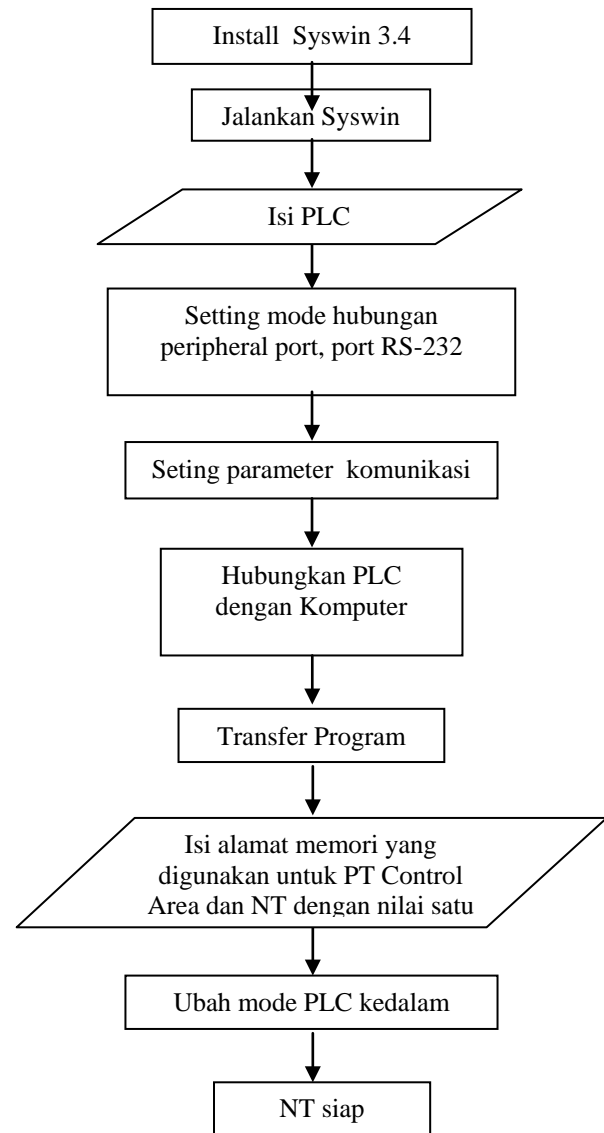 Install Syswin 3.4
Jalankan Syswin
Isi PLC
Setting mode hubungan
peripheral port, port RS-232
Seting parameter komunikasi
Hubungkan PLC
dengan Komputer
Transfer Program
Isi alamat memori yang
digunakan untuk PT Control
Area dan NT dengan nilai satu
Ubah mode PLC kedalam
NT siap